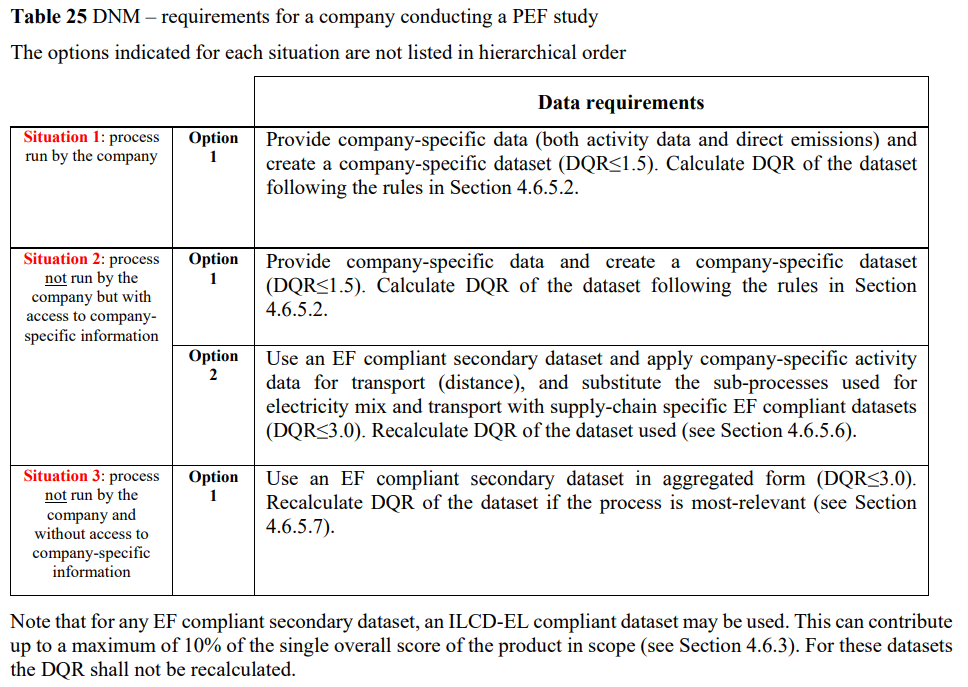 Table 25 DNM – requirements for a company conducting a PEF study
The options indicated for each situation are not listed in hierarchical order
Data requirements
Situation 1: process
run by the company
Option
1
Provide company-specific data (both activity data and direct emissions) and
create a company-specific dataset (DQR≤1.5). Calculate DQR of the dataset
following the rules in Section 4.6.5.2.
Situation 2: process
not run by the
company but with
access to company-
specific information
Option
1
Provide company-specific data and create a company-specific dataset
(DQR≤1.5). Calculate DQR of the dataset following the rules in Section
4.6.5.2.
Option
2
Use an EF compliant secondary dataset and apply company-specific activity
data for transport (distance), and substitute the sub-processes used for
electricity mix and transport with supply-chain specific EF compliant datasets
(DQR≤3.0). Recalculate DQR of the dataset used (see Section 4.6.5.6).
Situation 3: process
not run by the
company and
without access to
company-specific
information
Option
1
Use an EF compliant secondary dataset in aggregated form (DQR≤3.0).
Recalculate DQR of the dataset if the process is most-relevant (see Section
4.6.5.7).
Note that for any EF compliant secondary dataset, an ILCD-EL compliant dataset may be used. This can contribute
up to a maximum of 10% of the single overall score of the product in scope (see Section 4.6.3). For these datasets
the DQR shall not be recalculated.